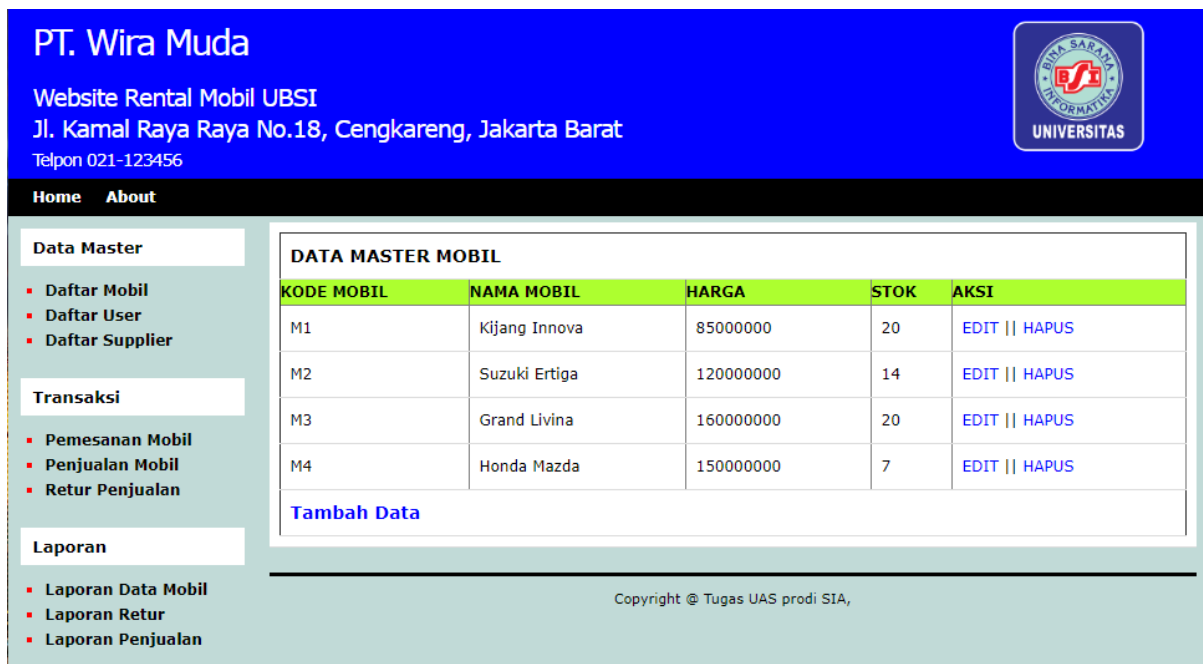 PT. Wira Muda
Website Rental Mobil UBSI
Jl. Kamal Raya Raya No.18, Cengkareng, Jakarta Barat
Telpon 021-123456
BINA SARANA
BSI
INFORMATIKA
UNIVERSITAS
Home About
Data Master
Daftar Mobil
Daftar User
Daftar Supplier
Transaksi
Pemesanan Mobil
Penjualan Mobil
Retur Penjualan
Laporan
Laporan Data Mobil
Laporan Retur
Laporan Penjualan
DATA MASTER MOBIL
KODE MOBIL NAMA MOBIL HARGA STOK AKSI
M1 Kijang Innova 85000000 20 EDIT || HAPUS
M2 Suzuki Ertiga 120000000 14 EDIT || HAPUS
M3 Grand Livina 160000000 20 EDIT || HAPUS
M4 Honda Mazda 150000000 7 EDIT || HAPUS
Tambah Data
Copyright @ Tugas UAS prodi SIA,